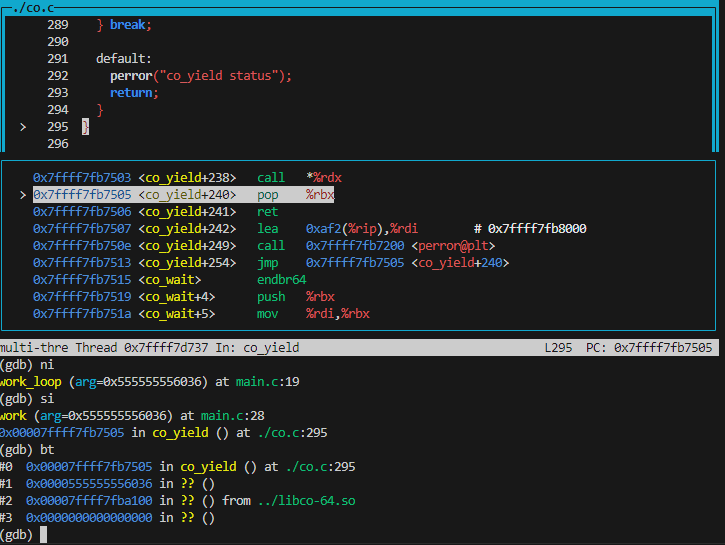 ./co.c
289 } break;
290
291 default:
292 perror("co_yield status");
293 return;
294 }
> 295 }
296
0x7ffff7fb7503 <co_yield+238> call *%rdx
> 0x7ffff7fb7505 <co_yield+240> pop %rbx
0x7ffff7fb7506 <co_yield+241> ret
0x7ffff7fb7507 <co_yield+242> lea 0xaf2(%rip),%rdi # 0x7ffff7fb8000
0x7ffff7fb750e <co_yield+249> call 0x7ffff7fb7200 <perror@plt>
0x7ffff7fb7513 <co_yield+254> jmp 0x7ffff7fb7505 <co_yield+240>
0x7ffff7fb7515 <co_wait> endbr64
0x7ffff7fb7519 <co_wait+4> push %rbx
0x7ffff7fb751a <co_wait+5> mov %rdi,%rbx
multi-thre Thread 0x7ffff7d737 In: co_yield L295 PC: 0x7ffff7fb7505
(gdb) ni
work_loop (arg=0x555555556036) at main.c:19
(gdb) si
work (arg=0x555555556036) at main.c:28
0x00007ffff7fb7505 in co_yield () at ./co.c:295
(gdb) bt
#0 0x00007ffff7fb7505 in co_yield () at ./co.c:295
#1 0x0000555555556036 in ?? ()
#2 0x00007ffff7fba100 in ?? () from ../libco-64.so
#3 0x0000000000000000 in ?? ()
(gdb)